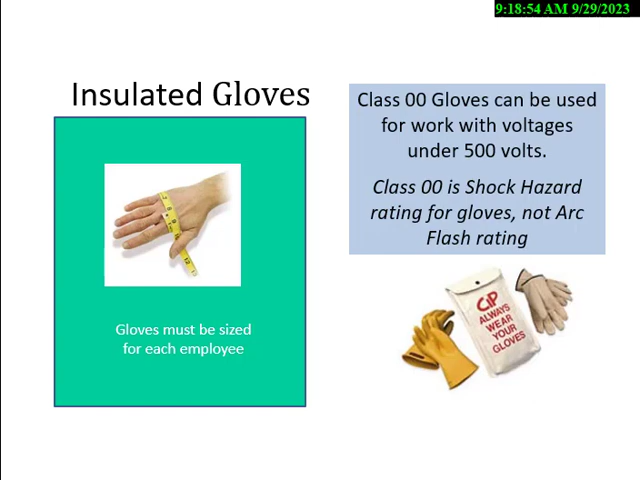 9:18:54 AM 9/29/2023
Insulated Gloves
Class 00 Gloves can be used
for work with voltages
under 500 volts.
Class 00 is Shock Hazard
rating for gloves, not Arc
Flash rating
Gloves must be sized
for each employee
CIP
ALWAYS
WEAR
YOUR
GLOVES